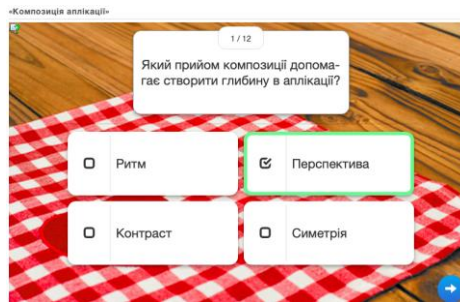 «Композиція аплікації»
1 / 12
Який прийом композиції допома-
гає створити глибину в аплікації?
Ритм
Перспектива
Контраст
Симетрія